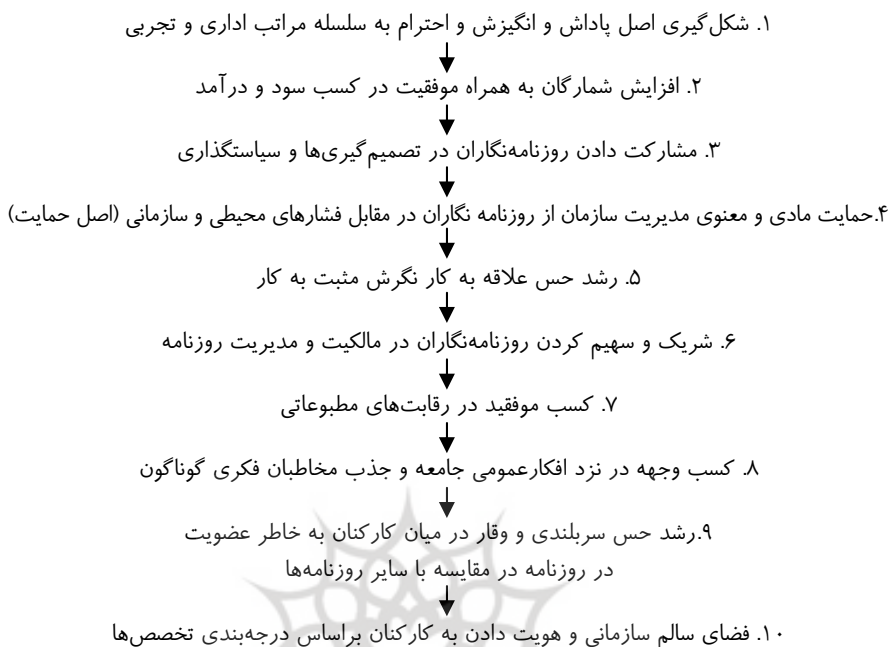 ۱. شکل‌گیری اصل پاداش و انگیزش و احترام به سلسله مراتب اداری و تجربی
۲. افزایش شمارگان به همراه موفقیت در کسب سود و درآمد
۳. مشارکت دادن روزنامه‌نگاران در تصمیم‌گیری‌ها و سیاستگذاری
۴.حمایت مادی و معنوی مدیریت سازمان از روزنامه نگاران در مقابل فشارهای محیطی و سازمانی (اصل حمایت)
۵. رشد حس علاقه به کار نگرش مثبت به کار
۶. شریک و سهیم کردن روزنامه‌نگاران در مالکیت و مدیریت روزنامه
۷. کسب موفقید در رقابت‌های مطبوعاتی
۸. کسب وجهه در نزد افکارعمومی جامعه و جذب مخاطبان فکری گوناگون
۹.رشد حس سربلندی و وقار در میان کارکنان به خاطر عضویت
در روزنامه در مقایسه با سایر روزنامه‌ها
۱۰. فضای سالم سازمانی و هویت دادن به کارکنان براساس درجه‌بندی تخصص‌ها